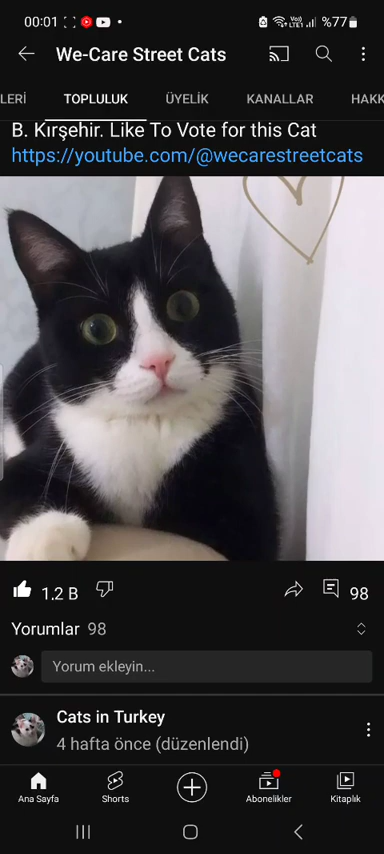 00:01 Vo)) LTE1 %77
We-Care Street Cats
LERİ TOPLULUK ÜYELİK KANALLAR HAKK
B. Kırşehir. Like To Vote for this Cat
https://youtube.com/@wecarestreetcats
1.2 B 98
Yorumlar 98
Yorum ekleyin...
Cats in Turkey
4 hafta önce (düzenlendi)
Ana Sayfa Shorts Abonelikler Kitaplık